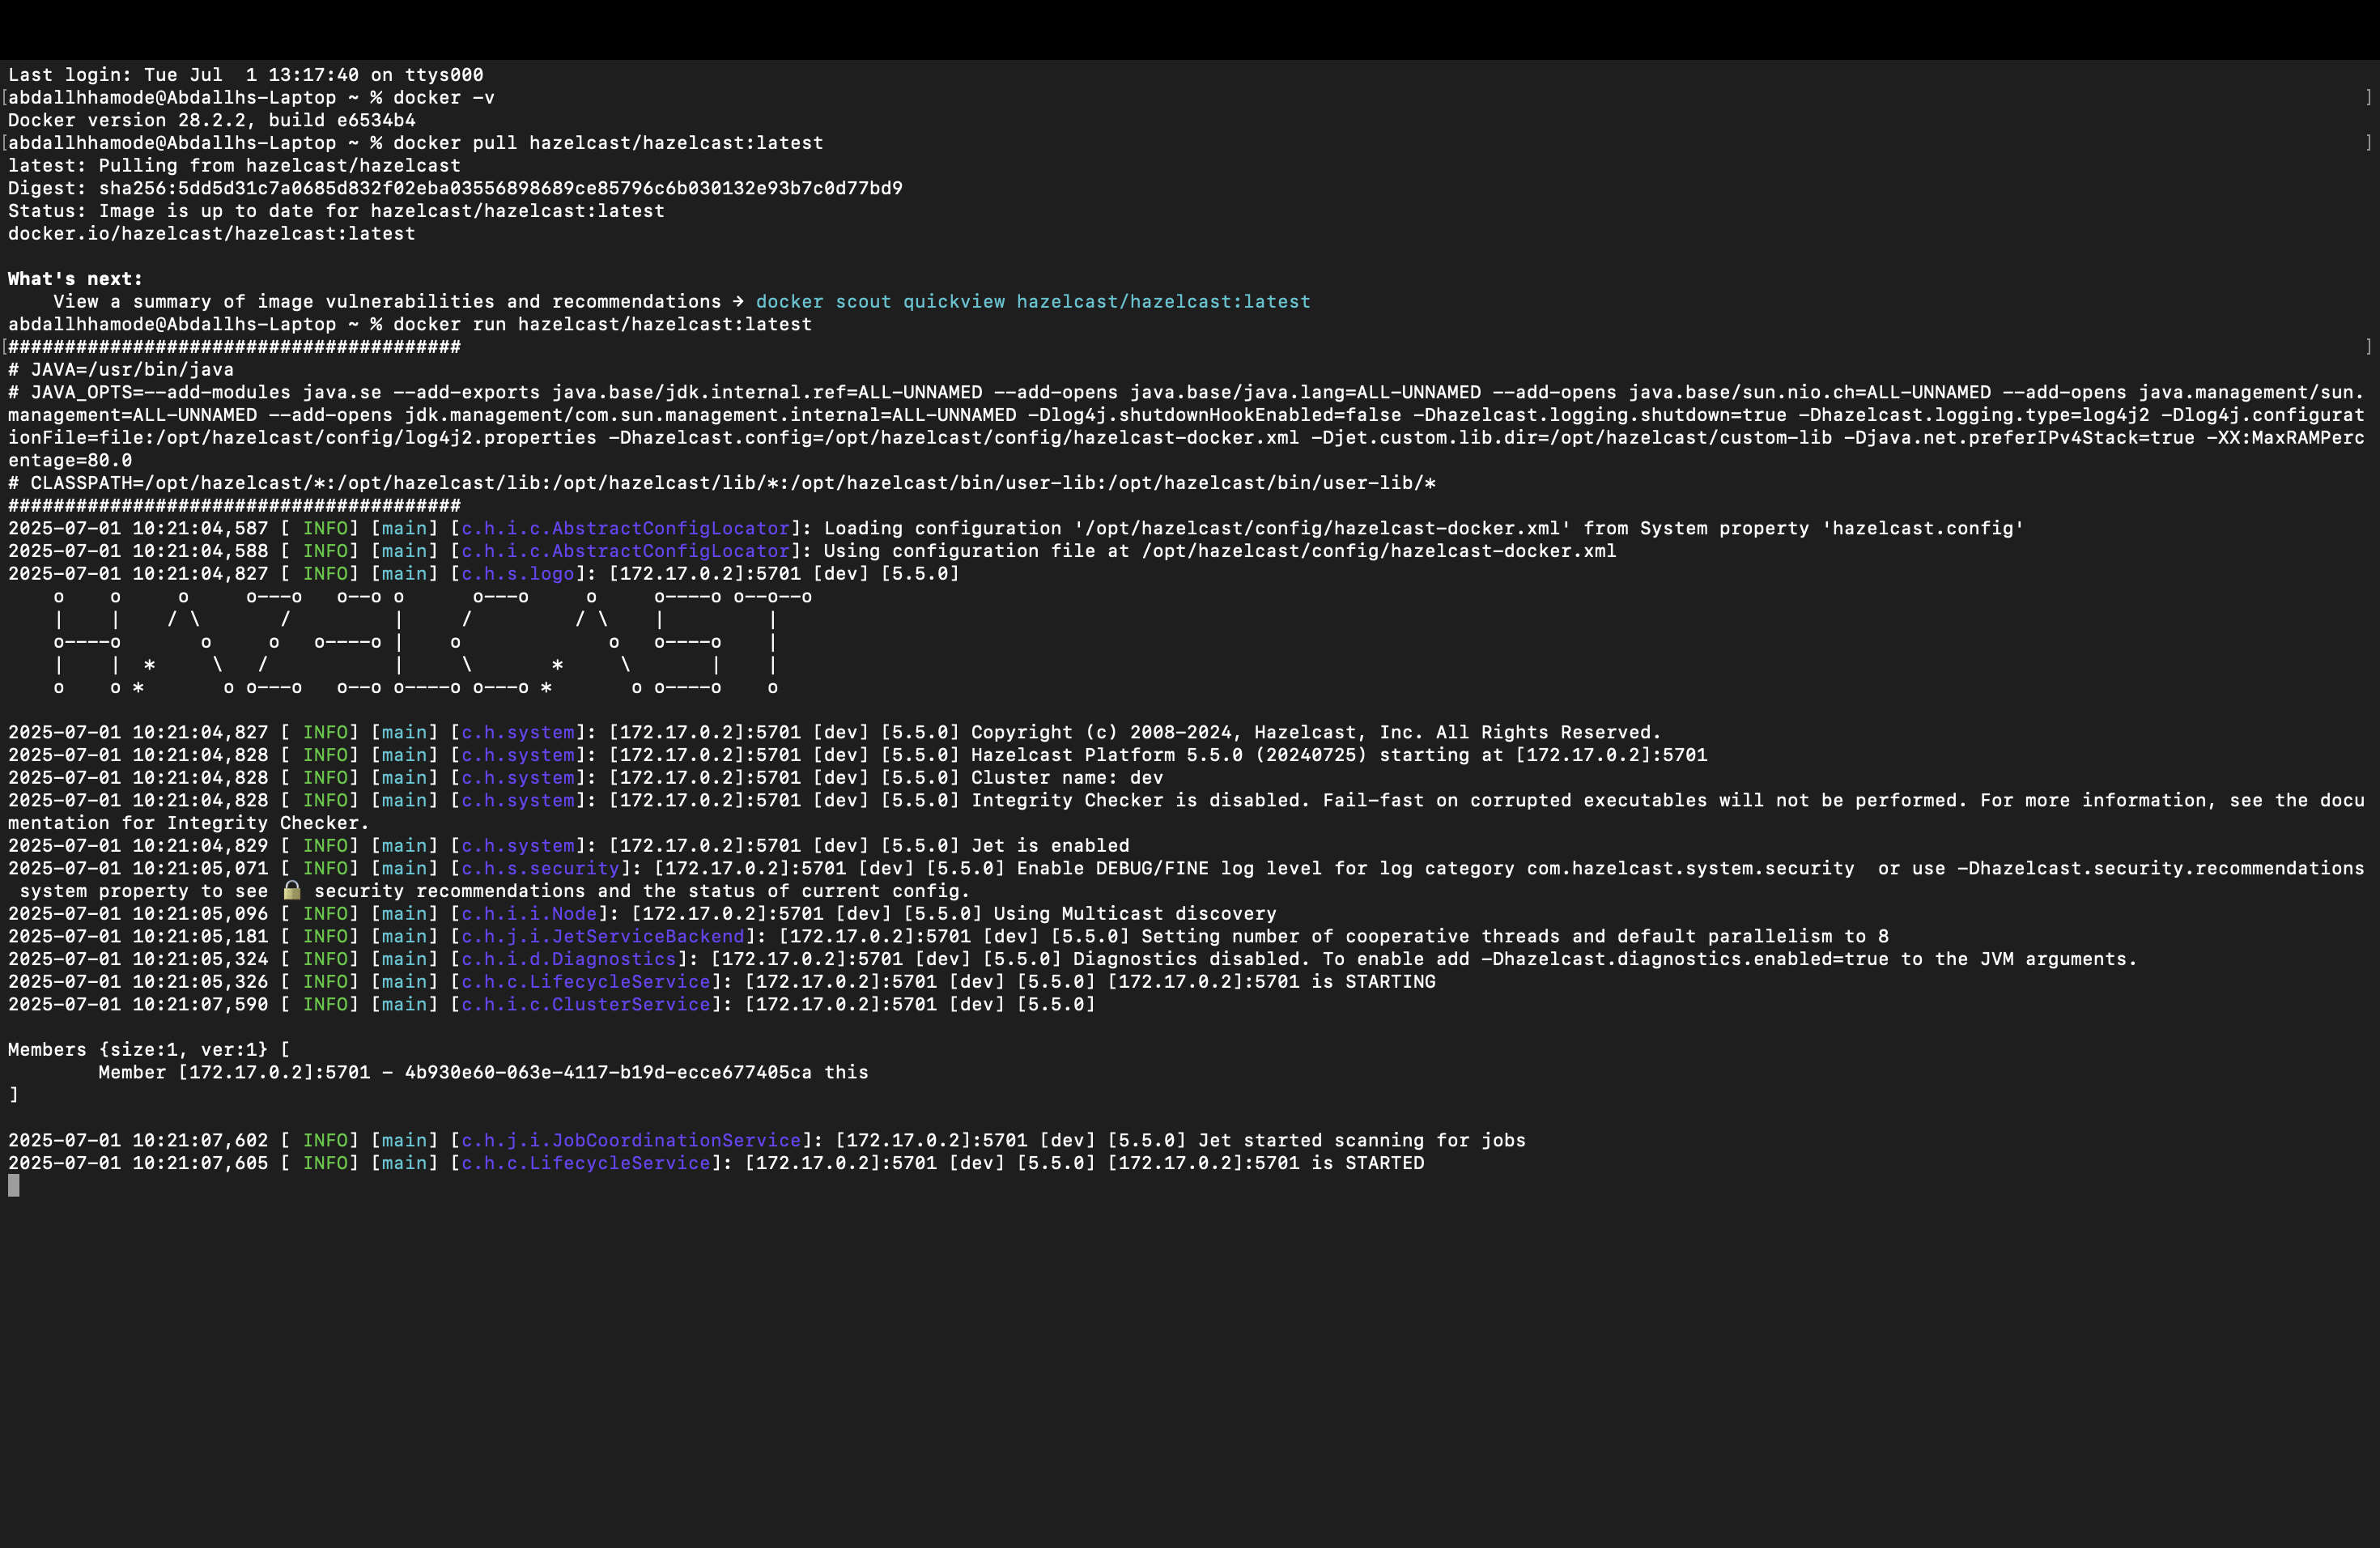 Last login: Tue Jul  1 13:17:40 on ttys000
[abdallhhamode@Abdallhs-Laptop ~ % docker -v ]
Docker version 28.2.2, build e6534b4
[abdallhhamode@Abdallhs-Laptop ~ % docker pull hazelcast/hazelcast:latest ]
latest: Pulling from hazelcast/hazelcast
Digest: sha256:5dd5d31c7a0685d832f02eba03556898689ce85796c6b030132e93b7c0d77bd9
Status: Image is up to date for hazelcast/hazelcast:latest
docker.io/hazelcast/hazelcast:latest

What's next:
    View a summary of image vulnerabilities and recommendations → docker scout quickview hazelcast/hazelcast:latest
abdallhhamode@Abdallhs-Laptop ~ % docker run hazelcast/hazelcast:latest
[######################################## ]
# JAVA=/usr/bin/java
# JAVA_OPTS=--add-modules java.se --add-exports java.base/jdk.internal.ref=ALL-UNNAMED --add-opens java.base/java.lang=ALL-UNNAMED --add-opens java.base/sun.nio.ch=ALL-UNNAMED --add-opens java.management/sun.
management=ALL-UNNAMED --add-opens jdk.management/com.sun.management.internal=ALL-UNNAMED -Dlog4j.shutdownHookEnabled=false -Dhazelcast.logging.shutdown=true -Dhazelcast.logging.type=log4j2 -Dlog4j.configurat
ionFile=file:/opt/hazelcast/config/log4j2.properties -Dhazelcast.config=/opt/hazelcast/config/hazelcast-docker.xml -Djet.custom.lib.dir=/opt/hazelcast/custom-lib -Djava.net.preferIPv4Stack=true -XX:MaxRAMPerc
entage=80.0
# CLASSPATH=/opt/hazelcast/*:/opt/hazelcast/lib:/opt/hazelcast/lib/*:/opt/hazelcast/bin/user-lib:/opt/hazelcast/bin/user-lib/*
########################################
2025-07-01 10:21:04,587 [ INFO] [main] [c.h.i.c.AbstractConfigLocator]: Loading configuration '/opt/hazelcast/config/hazelcast-docker.xml' from System property 'hazelcast.config'
2025-07-01 10:21:04,588 [ INFO] [main] [c.h.i.c.AbstractConfigLocator]: Using configuration file at /opt/hazelcast/config/hazelcast-docker.xml
2025-07-01 10:21:04,827 [ INFO] [main] [c.h.s.logo]: [172.17.0.2]:5701 [dev] [5.5.0]
    o    o     o     o---o   o--o o      o---o     o     o----o o--o--o
    |    |    / \       /         |     /         / \    |         |
    o----o       o     o   o----o |    o             o   o----o    |
    |    |  *     \   /           |     \       *     \       |    |
    o    o *       o o---o   o--o o----o o---o *       o o----o    o

2025-07-01 10:21:04,827 [ INFO] [main] [c.h.system]: [172.17.0.2]:5701 [dev] [5.5.0] Copyright (c) 2008-2024, Hazelcast, Inc. All Rights Reserved.
2025-07-01 10:21:04,828 [ INFO] [main] [c.h.system]: [172.17.0.2]:5701 [dev] [5.5.0] Hazelcast Platform 5.5.0 (20240725) starting at [172.17.0.2]:5701
2025-07-01 10:21:04,828 [ INFO] [main] [c.h.system]: [172.17.0.2]:5701 [dev] [5.5.0] Cluster name: dev
2025-07-01 10:21:04,828 [ INFO] [main] [c.h.system]: [172.17.0.2]:5701 [dev] [5.5.0] Integrity Checker is disabled. Fail-fast on corrupted executables will not be performed. For more information, see the docu
mentation for Integrity Checker.
2025-07-01 10:21:04,829 [ INFO] [main] [c.h.system]: [172.17.0.2]:5701 [dev] [5.5.0] Jet is enabled
2025-07-01 10:21:05,071 [ INFO] [main] [c.h.s.security]: [172.17.0.2]:5701 [dev] [5.5.0] Enable DEBUG/FINE log level for log category com.hazelcast.system.security  or use -Dhazelcast.security.recommendations
 system property to see 🔒 security recommendations and the status of current config.
2025-07-01 10:21:05,096 [ INFO] [main] [c.h.i.i.Node]: [172.17.0.2]:5701 [dev] [5.5.0] Using Multicast discovery
2025-07-01 10:21:05,181 [ INFO] [main] [c.h.j.i.JetServiceBackend]: [172.17.0.2]:5701 [dev] [5.5.0] Setting number of cooperative threads and default parallelism to 8
2025-07-01 10:21:05,324 [ INFO] [main] [c.h.i.d.Diagnostics]: [172.17.0.2]:5701 [dev] [5.5.0] Diagnostics disabled. To enable add -Dhazelcast.diagnostics.enabled=true to the JVM arguments.
2025-07-01 10:21:05,326 [ INFO] [main] [c.h.c.LifecycleService]: [172.17.0.2]:5701 [dev] [5.5.0] [172.17.0.2]:5701 is STARTING
2025-07-01 10:21:07,590 [ INFO] [main] [c.h.i.c.ClusterService]: [172.17.0.2]:5701 [dev] [5.5.0]

Members {size:1, ver:1} [
        Member [172.17.0.2]:5701 - 4b930e60-063e-4117-b19d-ecce677405ca this
]

2025-07-01 10:21:07,602 [ INFO] [main] [c.h.j.i.JobCoordinationService]: [172.17.0.2]:5701 [dev] [5.5.0] Jet started scanning for jobs
2025-07-01 10:21:07,605 [ INFO] [main] [c.h.c.LifecycleService]: [172.17.0.2]:5701 [dev] [5.5.0] [172.17.0.2]:5701 is STARTED